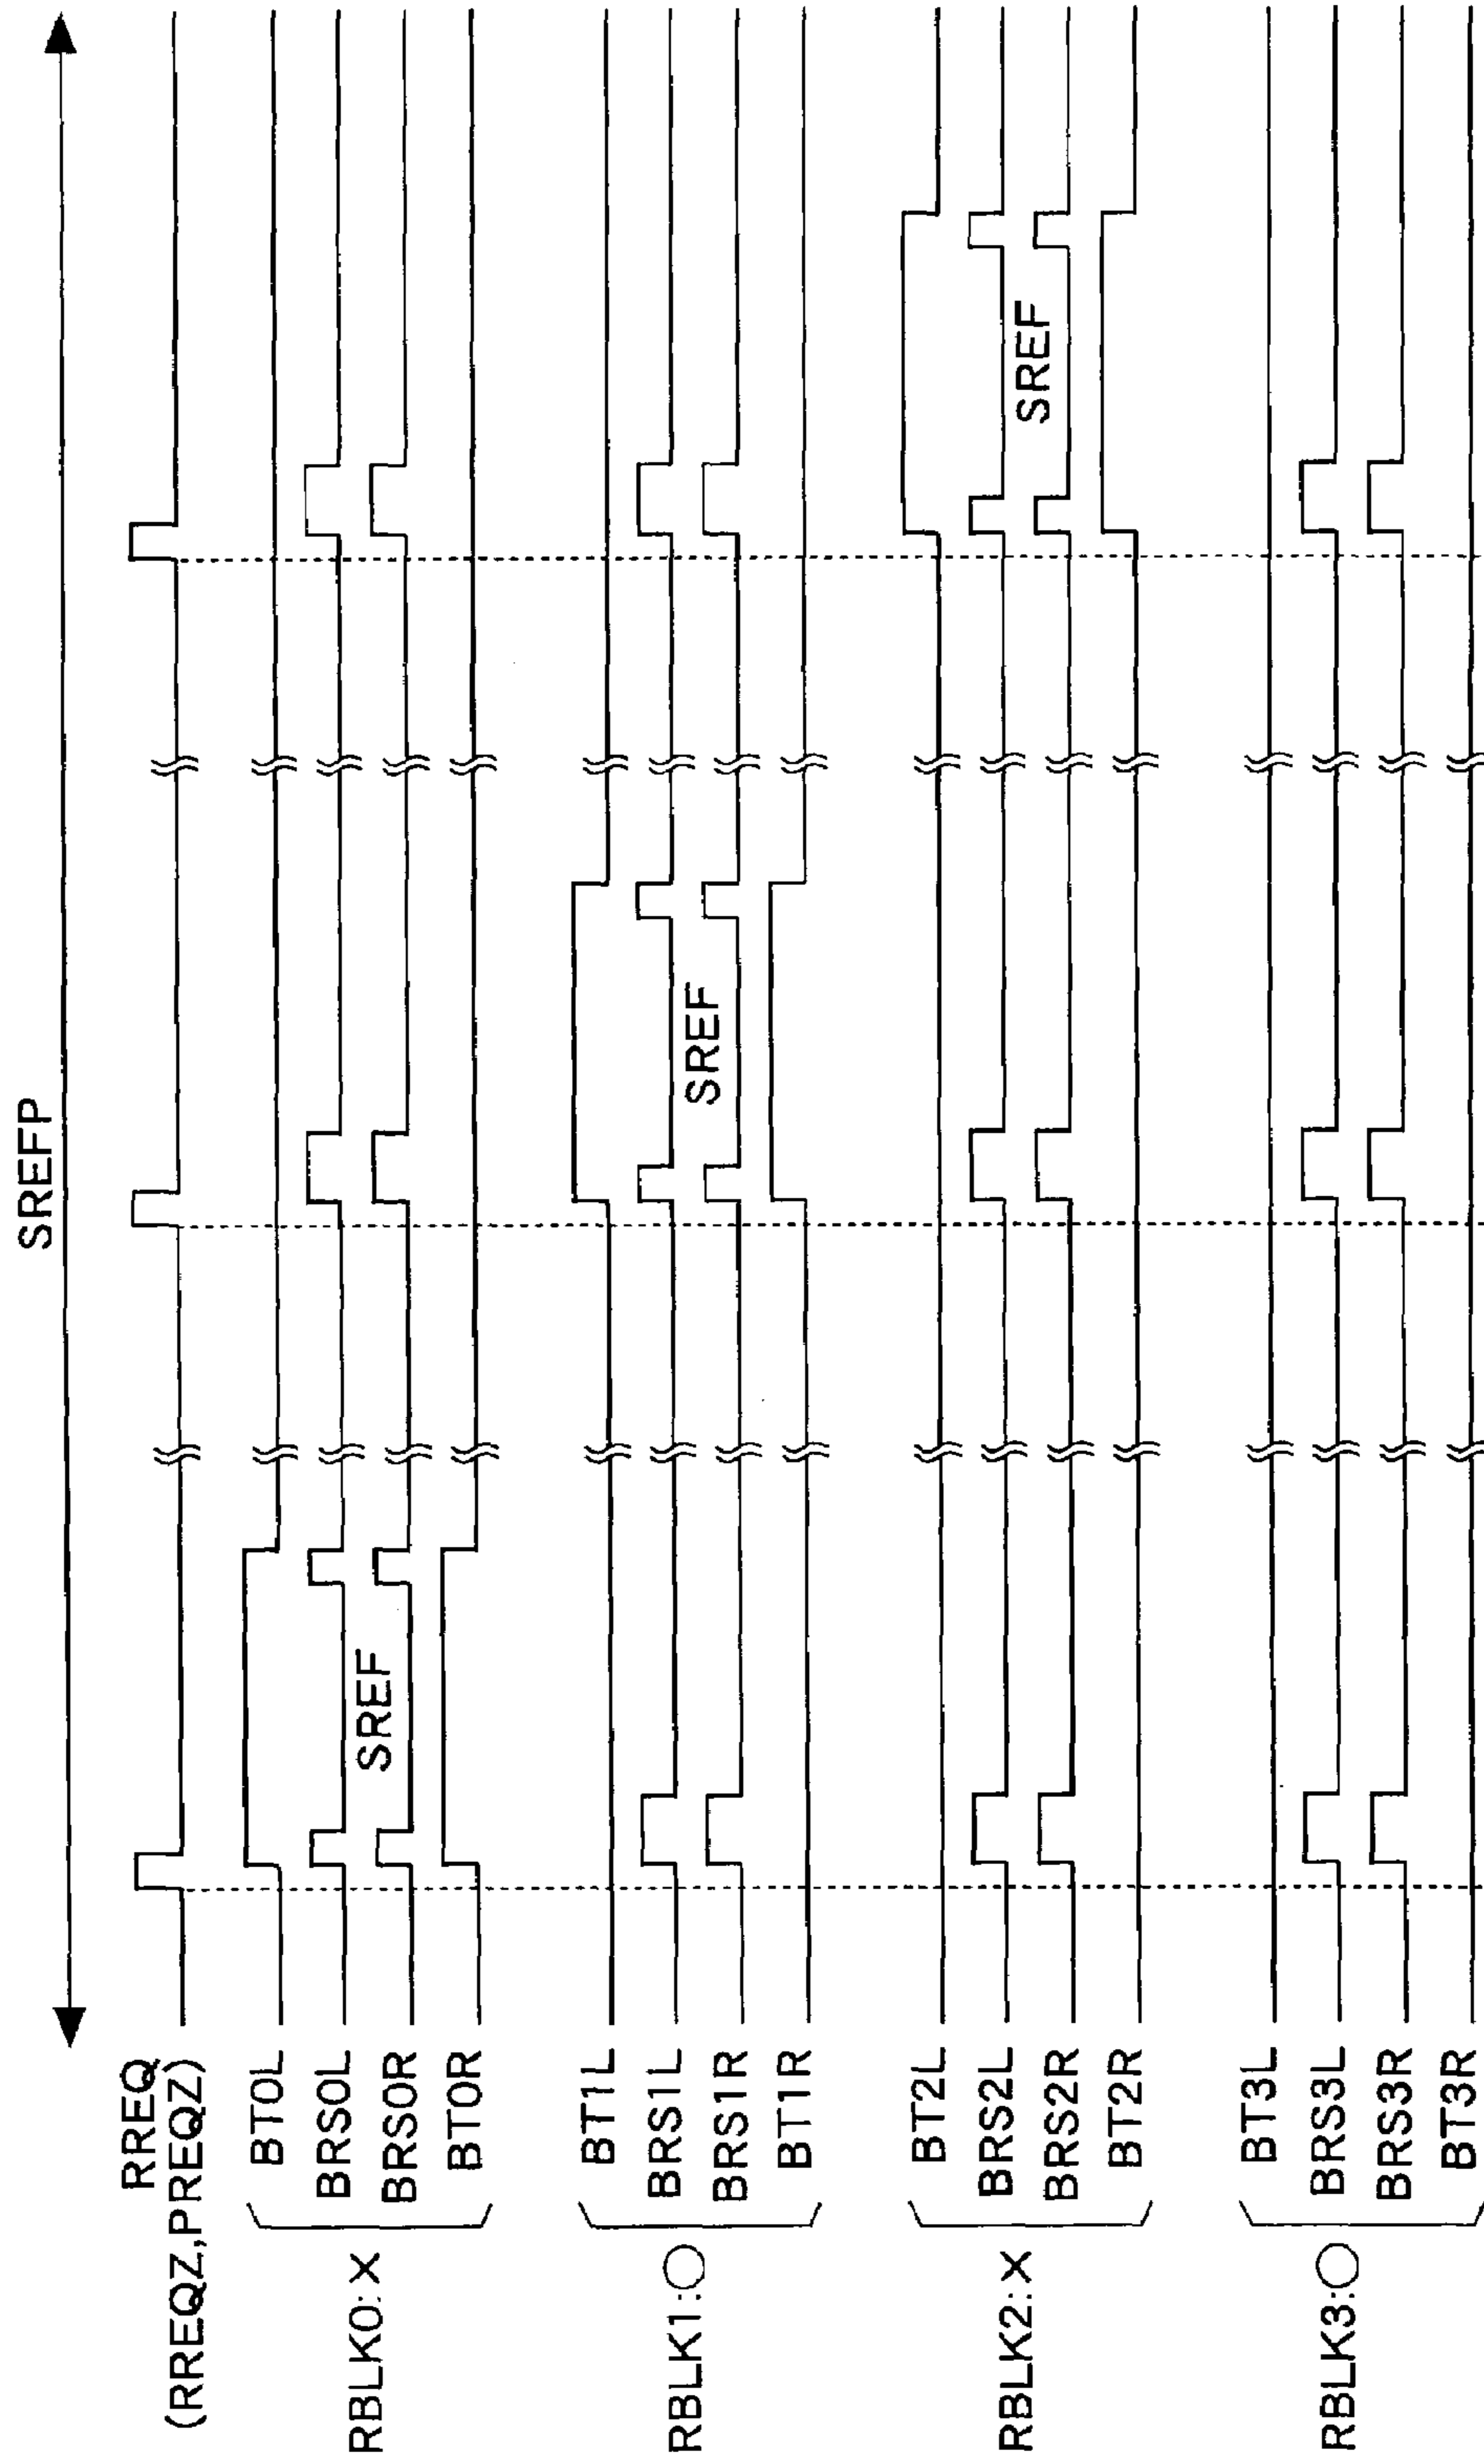 SREFP
RREQ
(RREQZ,PREQZ)
RBLK0:×
BT0L
BRS0L
BRS0R
BT0R
SREF
RBLK1:○
BT1L
BRS1L
BRS1R
BT1R
SREF
RBLK2:×
BT2L
BRS2L
BRS2R
BT2R
SREF
RBLK3:○
BT3L
BRS3L
BRS3R
BT3R